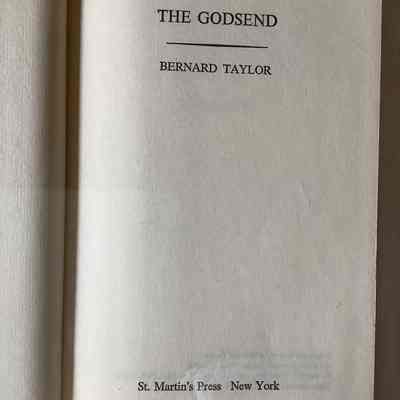 THE GODSEND
BERNARD TAYLOR
St. Martin's Press New York